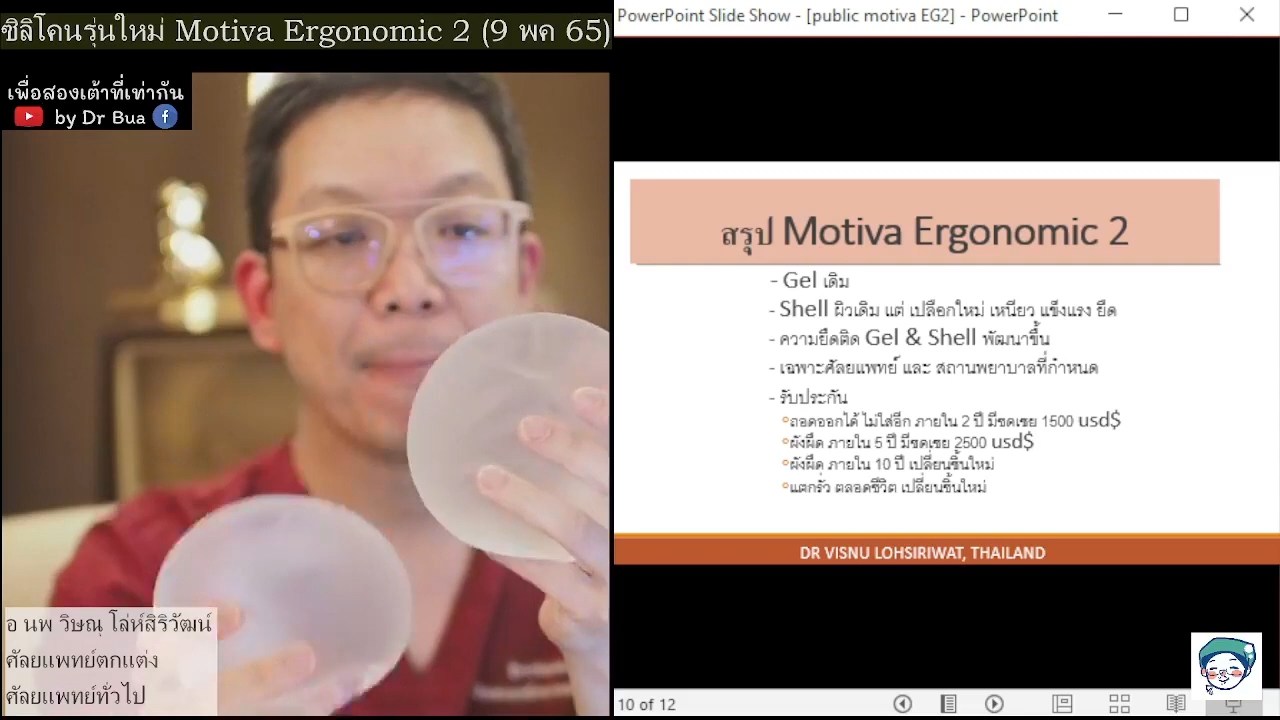 ซิลิโคนรุ่นใหม่ Motiva Ergonomic 2 (9 พค 65)
เพื่อสองเต้าที่เท่ากัน
by Dr Bua
อ นพ วิษณุ โล่ห์สิริวัฒน์
ศัลยแพทย์ตกแต่ง
ศัลยแพทย์ทั่วไป
PowerPoint Slide Show - [public motiva EG2] - PowerPoint
สรุป Motiva Ergonomic 2
- Gel เดิม
- Shell ผิวเดิม แต่ เปลือกใหม่ เหนียว แข็งแรง ยืด
- ความยืดติด Gel & Shell พัฒนาขึ้น
- เฉพาะศัลยแพทย์ และ สถานพยาบาลที่กำหนด
- รับประกัน
ถอดออกได้ ไม่ใส่อีก ภายใน 2 ปี มีชดเชย 1500 usd$
ผังผืด ภายใน 5 ปี มีชดเชย 2500 usd$
ผังผืด ภายใน 10 ปี เปลี่ยนชิ้นใหม่
แตกรั่ว ตลอดชีวิต เปลี่ยนชิ้นใหม่
DR VISNU LOHSIRIWAT, THAILAND
10 of 12